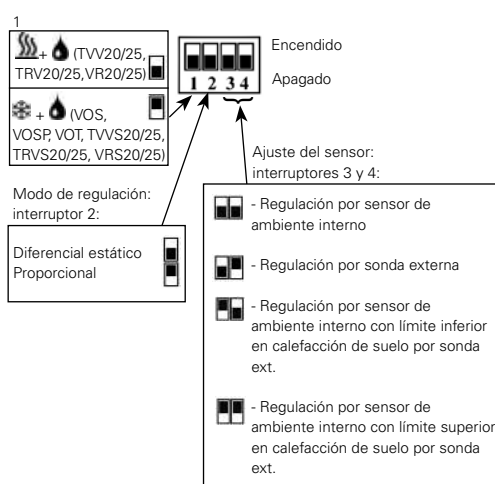 1
+ (TVV20/25,
TRV20/25,VR20/25)
+ (VOS,
VOSP, VOT, TVVS20/25,
TRVS20/25, VRS20/25)
1 2 3 4
Encendido
Apagado
Modo de regulación:
interruptor 2:
Diferencial estático
Proporcional
Ajuste del sensor:
interruptores 3 y 4:
- Regulación por sensor de
ambiente interno
- Regulación por sonda externa
- Regulación por sensor de
ambiente interno con límite inferior
en calefacción de suelo por sonda
ext.
- Regulación por sensor de
ambiente interno con límite superior
en calefacción de suelo por sonda
ext.